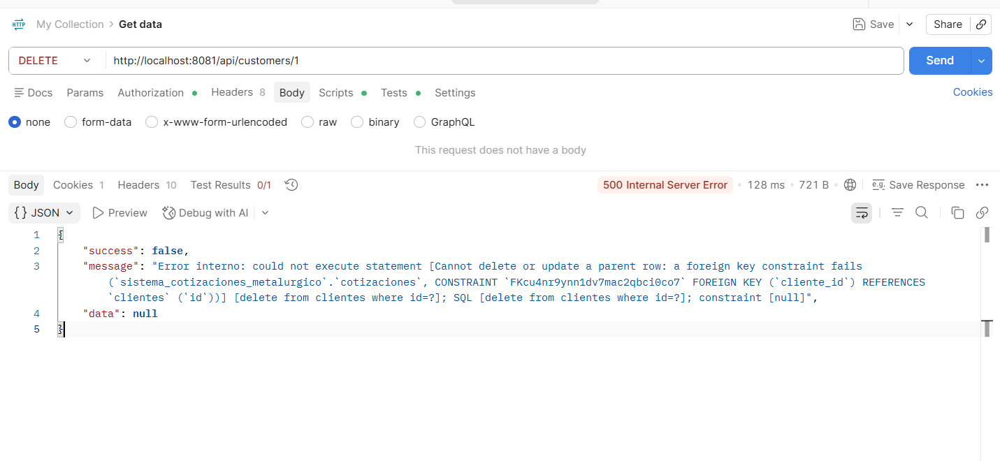 HTTP My Collection > Get data Save Share
DELETE http://localhost:8081/api/customers/1 Send
Docs Params Authorization Headers 8 Body Scripts Tests Settings Cookies
none form-data x-www-form-urlencoded raw binary GraphQL
This request does not have a body
Body Cookies 1 Headers 10 Test Results 0/1 500 Internal Server Error 128 ms 721 B e.g. Save Response
{} JSON Preview Debug with AI
1 {
2 "success": false,
3 "message": "Error interno: could not execute statement [Cannot delete or update a parent row: a foreign key constraint fails
(`sistema_cotizaciones_metalurgico`.`cotizaciones`, CONSTRAINT `FKcu4nr9ynn1dv7mac2qbci0co7` FOREIGN KEY (`cliente_id`) REFERENCES
`clientes` (`id`))] [delete from clientes where id=?]; SQL [delete from clientes where id=?]; constraint [null]",
4 "data": null
5 }